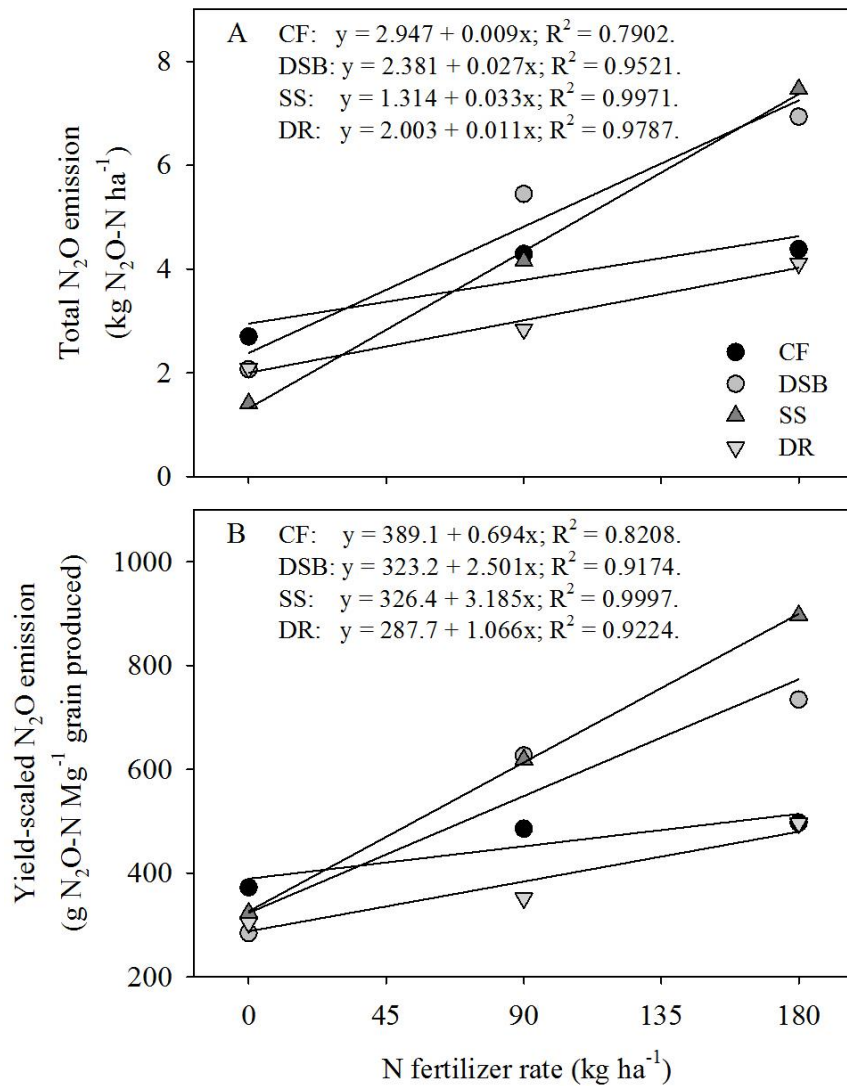 A
CF: y = 2.947 + 0.009x; R² = 0.7902.
DSB: y = 2.381 + 0.027x; R² = 0.9521.
SS: y = 1.314 + 0.033x; R² = 0.9971.
DR: y = 2.003 + 0.011x; R² = 0.9787.
Total N₂O emission
(kg N₂O-N ha⁻¹)
8
6
4
2
0
CF
DSB
SS
DR
B
CF: y = 389.1 + 0.694x; R² = 0.8208.
DSB: y = 323.2 + 2.501x; R² = 0.9174.
SS: y = 326.4 + 3.185x; R² = 0.9997.
DR: y = 287.7 + 1.066x; R² = 0.9224.
Yield-scaled N₂O emission
(g N₂O-N Mg⁻¹ grain produced)
1000
800
600
400
200
0 45 90 135 180
N fertilizer rate (kg ha⁻¹)